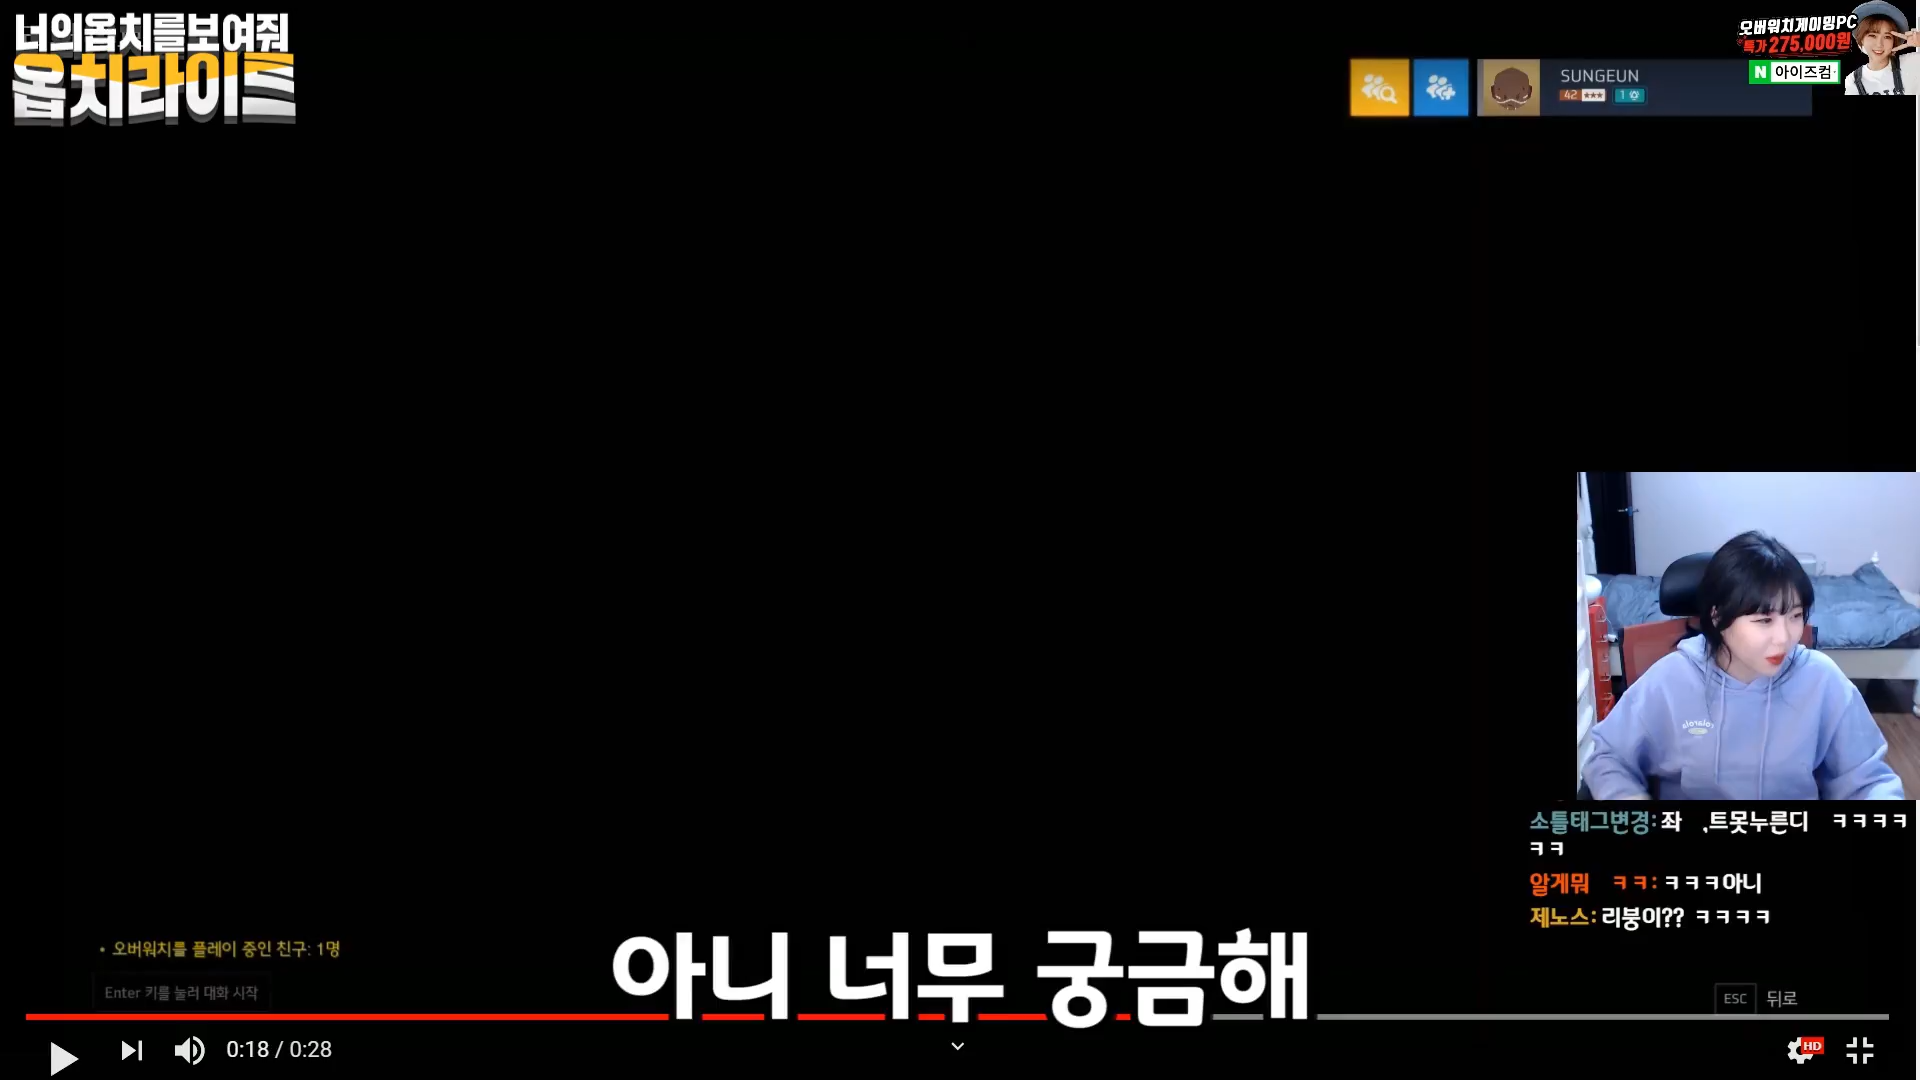 너의옵치를보여줘
옵치라이트
오버워치게이밍PC
특가 275,000원
N 아이즈컴
SUNGEUN
42
1
소틀태그변경: 좌 ,트못누른디 ㅋㅋㅋㅋ
ㅋㅋ
알게뭐 ㅋㅋ: ㅋㅋㅋ아니
제노스: 리붕이?? ㅋㅋㅋㅋ
• 오버워치를 플레이 중인 친구: 1명
Enter 키를 눌러 대화 시작
아니 너무 궁금해
ESC 뒤로
0:18 / 0:28
HD